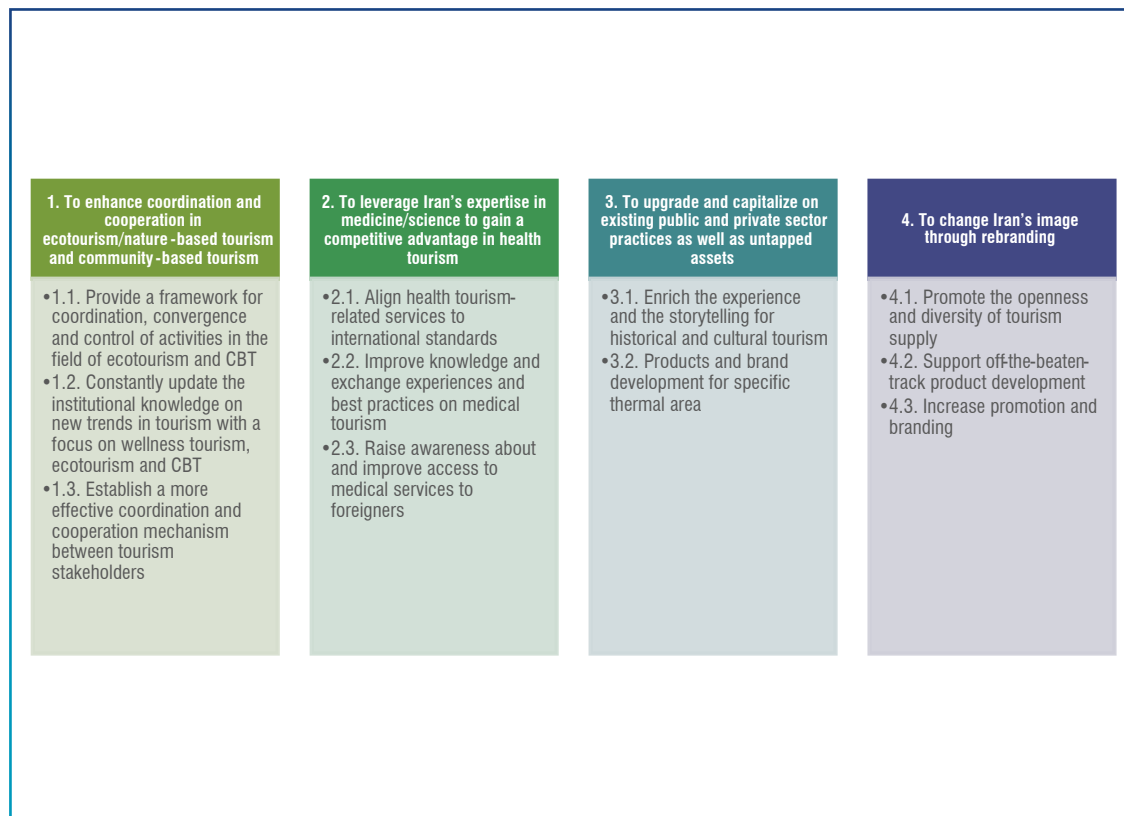 1. To enhance coordination and
cooperation in
ecotourism/nature-based tourism
and community-based tourism
•1.1. Provide a framework for
coordination, convergence
and control of activities in the
field of ecotourism and CBT
•1.2. Constantly update the
institutional knowledge on
new trends in tourism with a
focus on wellness tourism,
ecotourism and CBT
•1.3. Establish a more
effective coordination and
cooperation mechanism
between tourism
stakeholders
2. To leverage Iran's expertise in
medicine/science to gain a
competitive advantage in health
tourism
•2.1. Align health tourism-
related services to
international standards
•2.2. Improve knowledge and
exchange experiences and
best practices on medical
tourism
•2.3. Raise awareness about
and improve access to
medical services to
foreigners
3. To upgrade and capitalize on
existing public and private sector
practices as well as untapped
assets
•3.1. Enrich the experience
and the storytelling for
historical and cultural tourism
•3.2. Products and brand
development for specific
thermal area
4. To change Iran's image
through rebranding
•4.1. Promote the openness
and diversity of tourism
supply
•4.2. Support off-the-beaten-
track product development
•4.3. Increase promotion and
branding